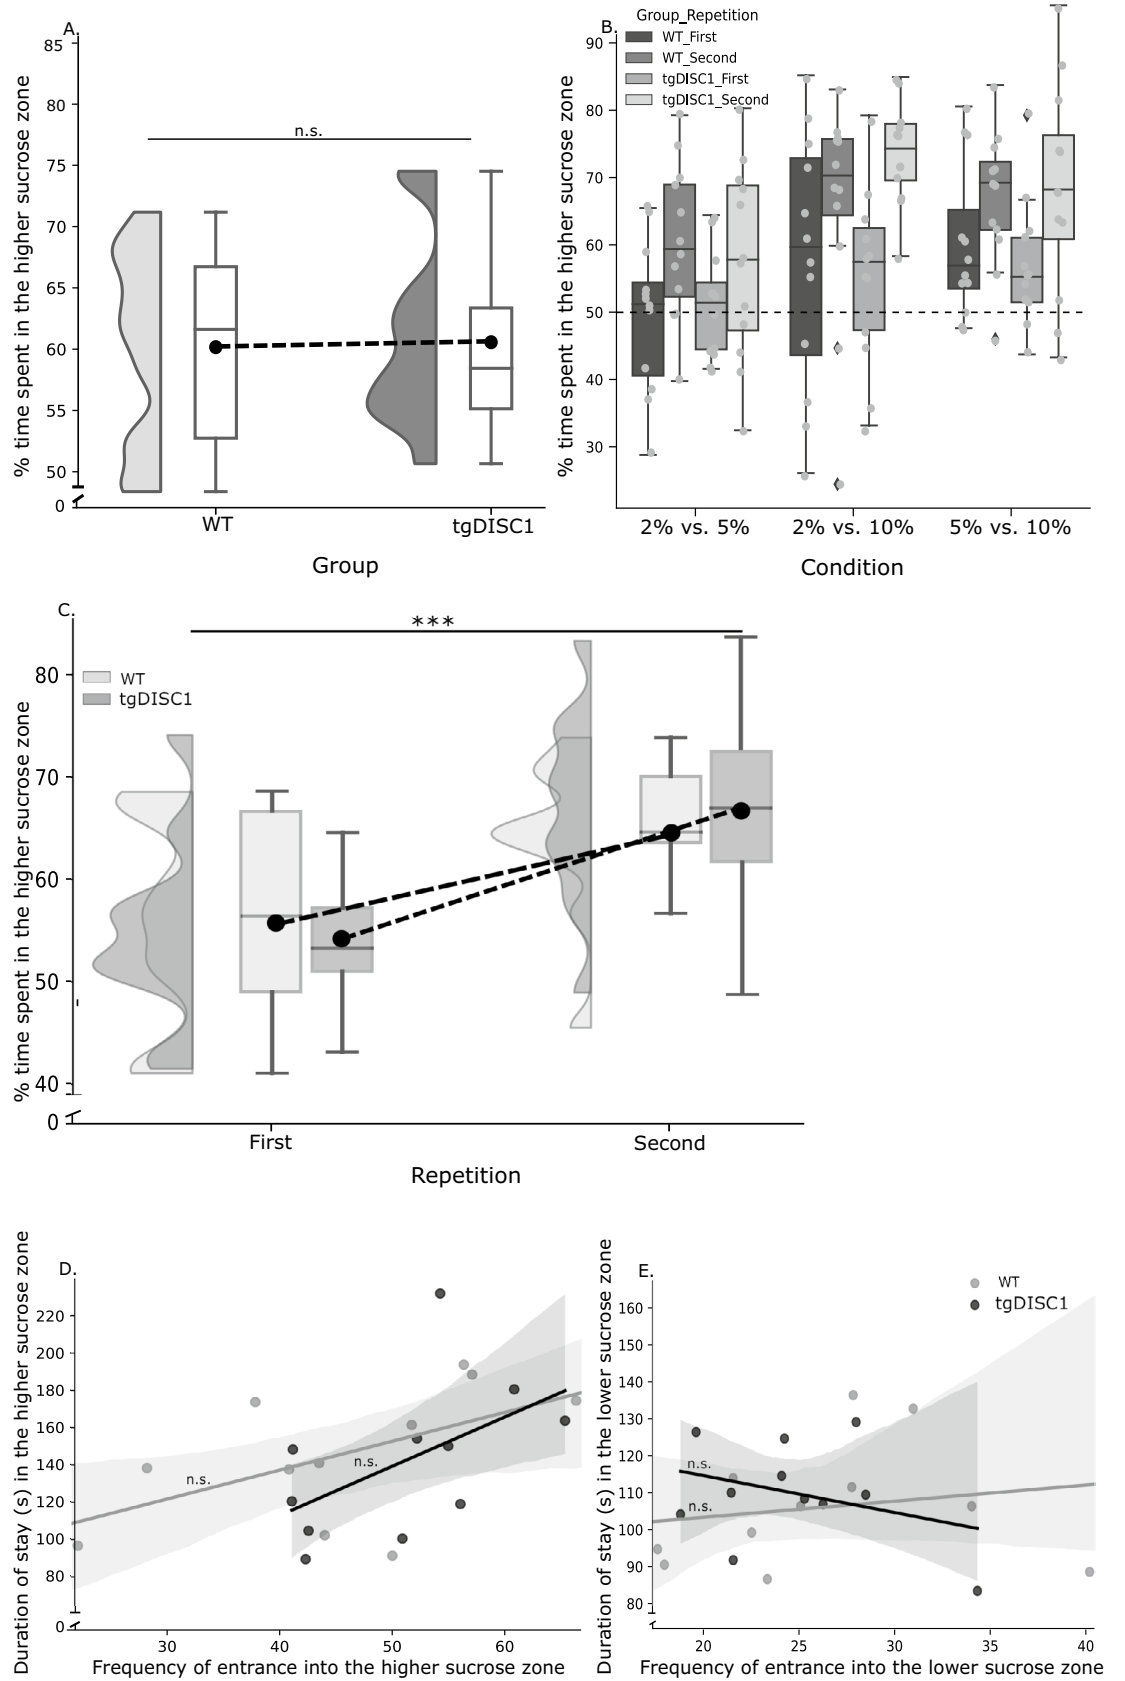 A.
% time spent in the higher sucrose zone
85
80
75
70
65
60
55
50
0
n.s.
WT
tgDISC1
Group
B.
% time spent in the higher sucrose zone
Group_Repetition
WT_First
WT_Second
tgDISC1_First
tgDISC1_Second
90
80
70
60
50
40
30
2% vs. 5%
2% vs. 10%
5% vs. 10%
Condition
C.
% time spent in the higher sucrose zone
***
WT
tgDISC1
80
70
60
50
40
0
First
Second
Repetition
D.
Duration of stay (s) in the higher sucrose zone
220
200
180
160
140
120
100
80
0
n.s.
n.s.
30
40
50
60
Frequency of entrance into the higher sucrose zone
E.
Duration of stay (s) in the lower sucrose zone
WT
tgDISC1
160
150
140
130
120
110
100
90
80
n.s.
n.s.
20
25
30
35
40
Frequency of entrance into the lower sucrose zone